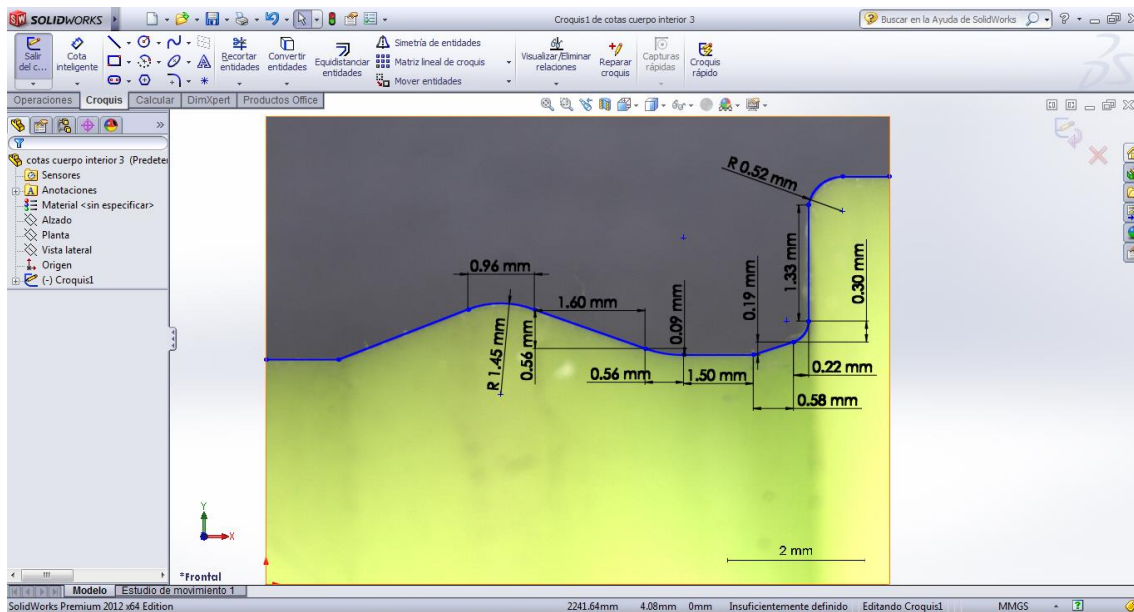 SOLIDWORKS
Croquis1 de cotas cuerpo interior 3
Buscar en la Ayuda de SolidWorks
Salir del c...
Cota inteligente
Recortar entidades
Convertir entidades
Equidistanciar entidades
Simetría de entidades
Matriz lineal de croquis
Mover entidades
Visualizar/Eliminar relaciones
Reparar croquis
Capturas rápidas
Croquis rápido
Operaciones
Croquis
Calcular
DimXpert
Productos Office
cotas cuerpo interior 3 (Predeter
Sensores
Anotaciones
Material <sin especificar>
Alzado
Planta
Vista lateral
Origen
(-) Croquis1
R 0.52 mm
0.96 mm
1.60 mm
R 1.45 mm
0.56 mm
0.56 mm
0.09 mm
1.50 mm
0.19 mm
1.33 mm
0.30 mm
0.22 mm
0.58 mm
2 mm
Y
X
*Frontal
Modelo
Estudio de movimiento 1
SolidWorks Premium 2012 x64 Edition
2241.64mm
4.08mm
0mm
Insuficientemente definido
Editando Croquis1
MMGS